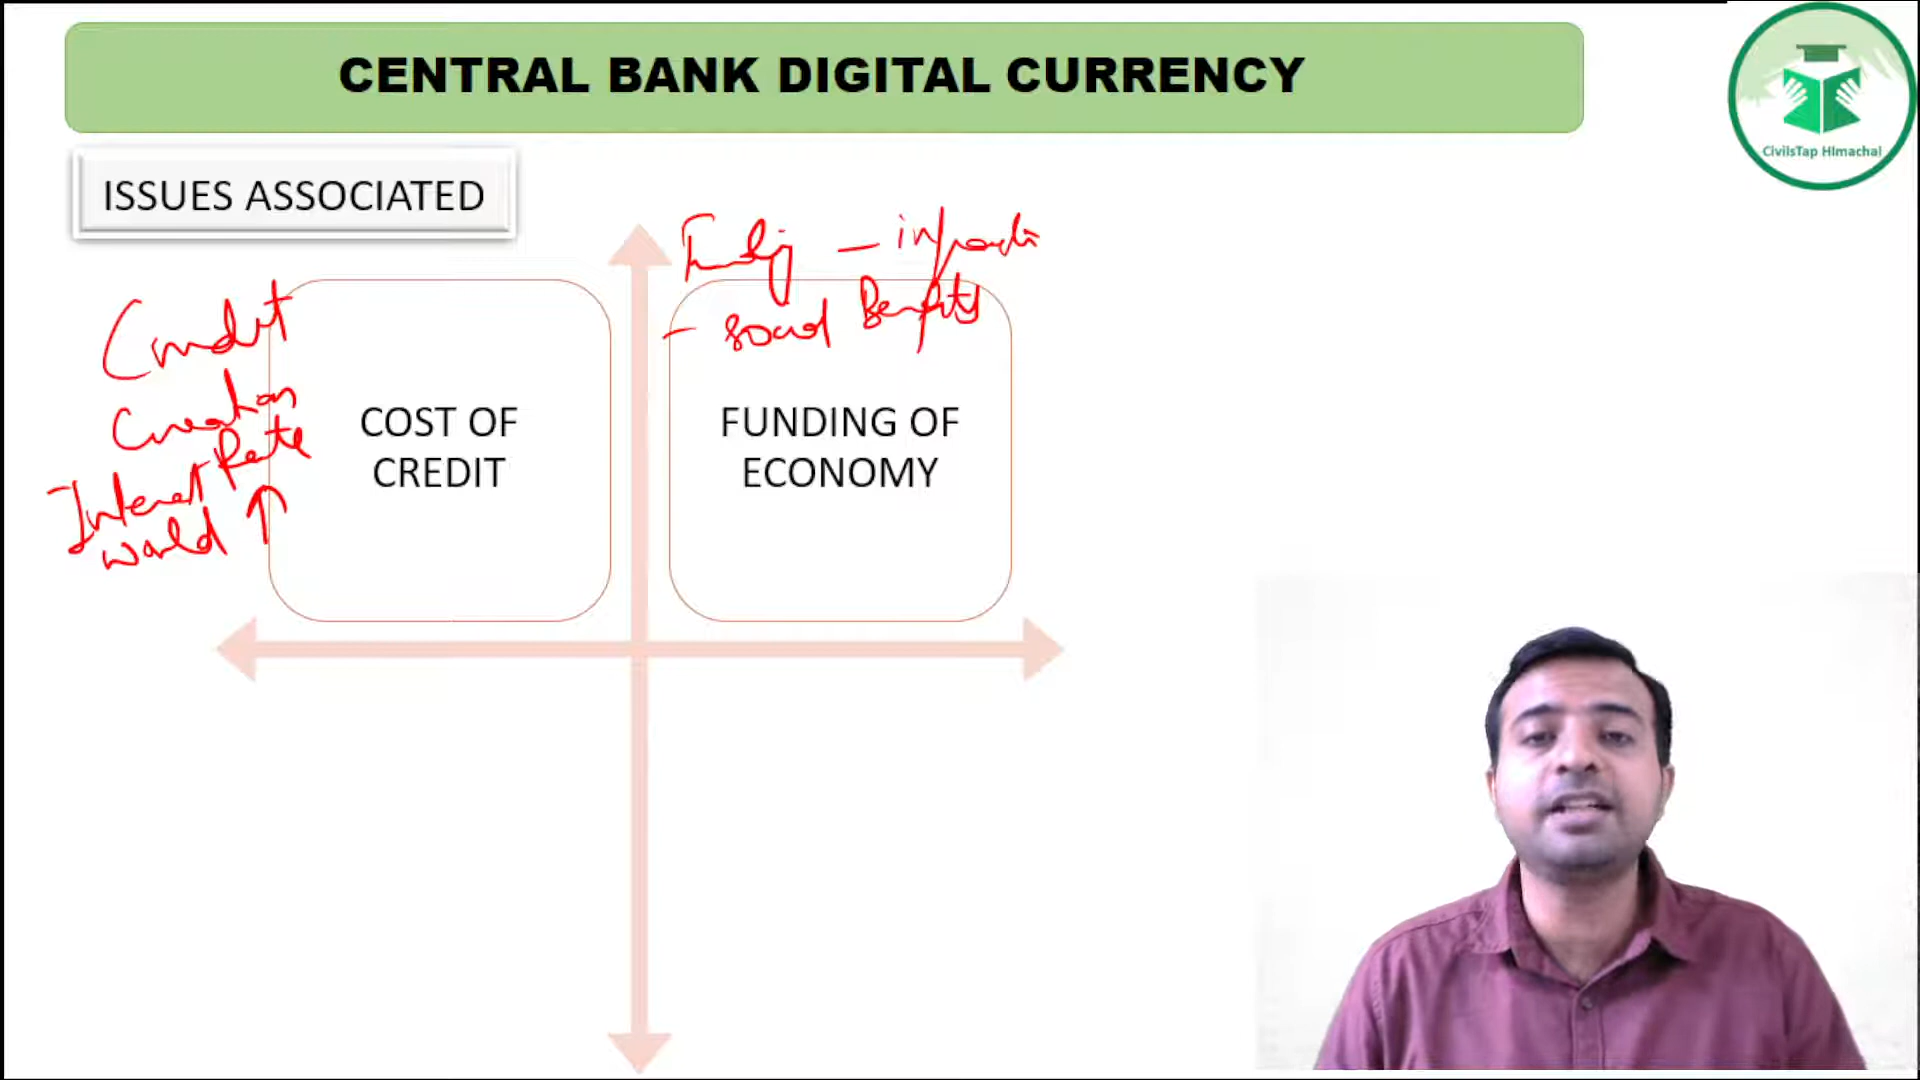 CENTRAL BANK DIGITAL CURRENCY
CivilsTap HImachal
ISSUES ASSOCIATED
Funding –
– social Benefits
Credit
Creation
Interest Rate
would ↑
COST OF
CREDIT
FUNDING OF
ECONOMY